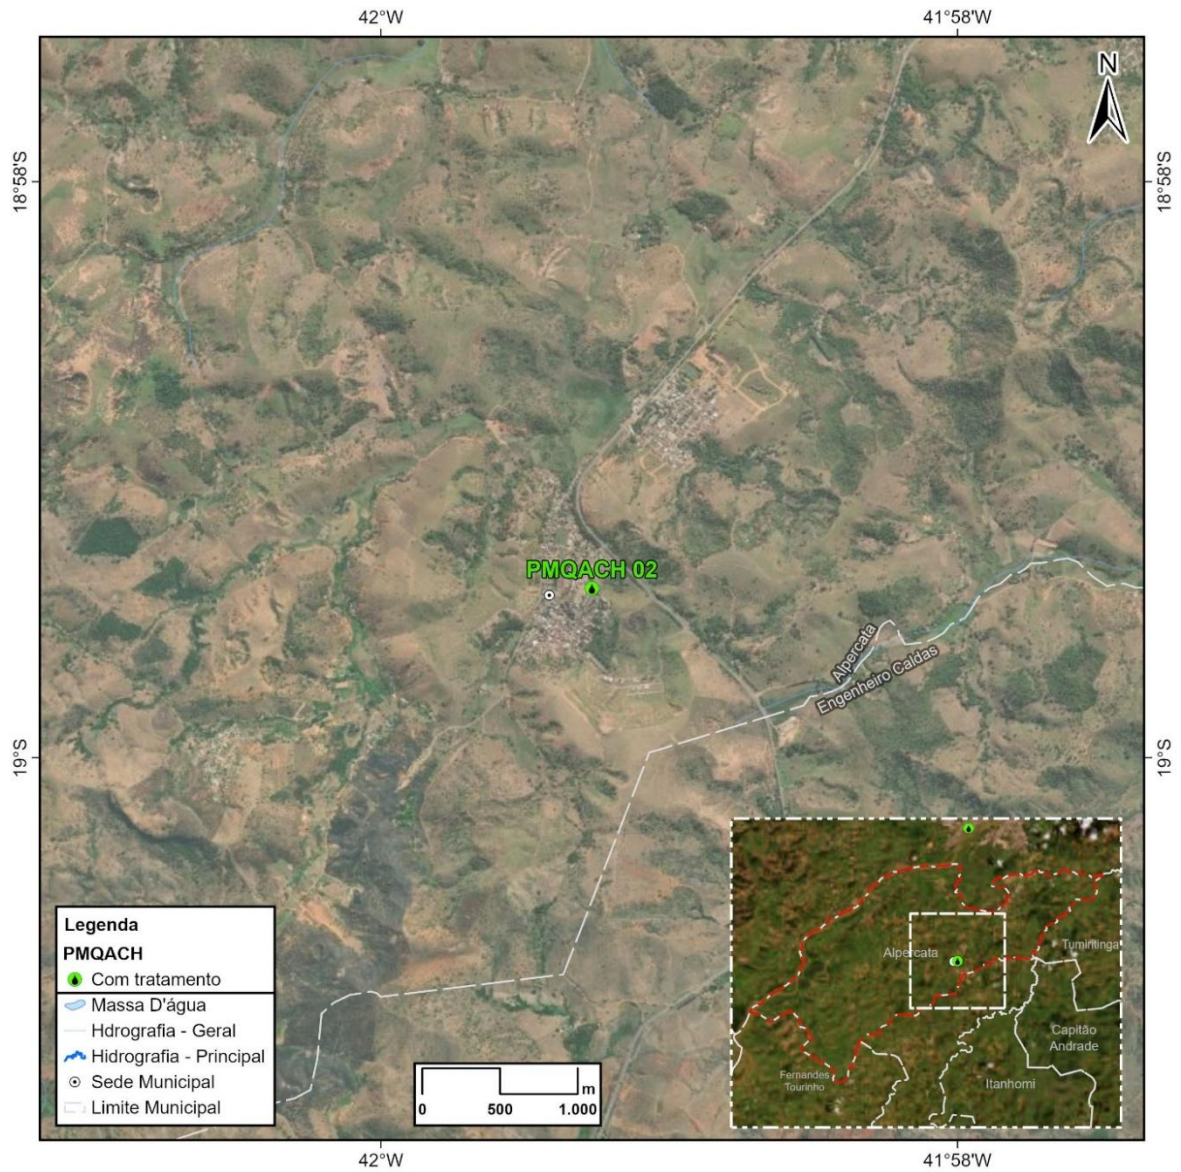 42°W
41°58'W
N
18°58'S
18°58'S
PMQACH 02
Alpercata
Engenheiro Caldas
19°S
19°S
Alpercata
Tumiritinga
Capitão
Andrade
Fernandes
Tourinho
Itanhomi
Legenda
PMQACH
Com tratamento
Massa D'água
Hdrografia - Geral
Hidrografia - Principal
Sede Municipal
Limite Municipal
m
0
500
1.000
42°W
41°58'W